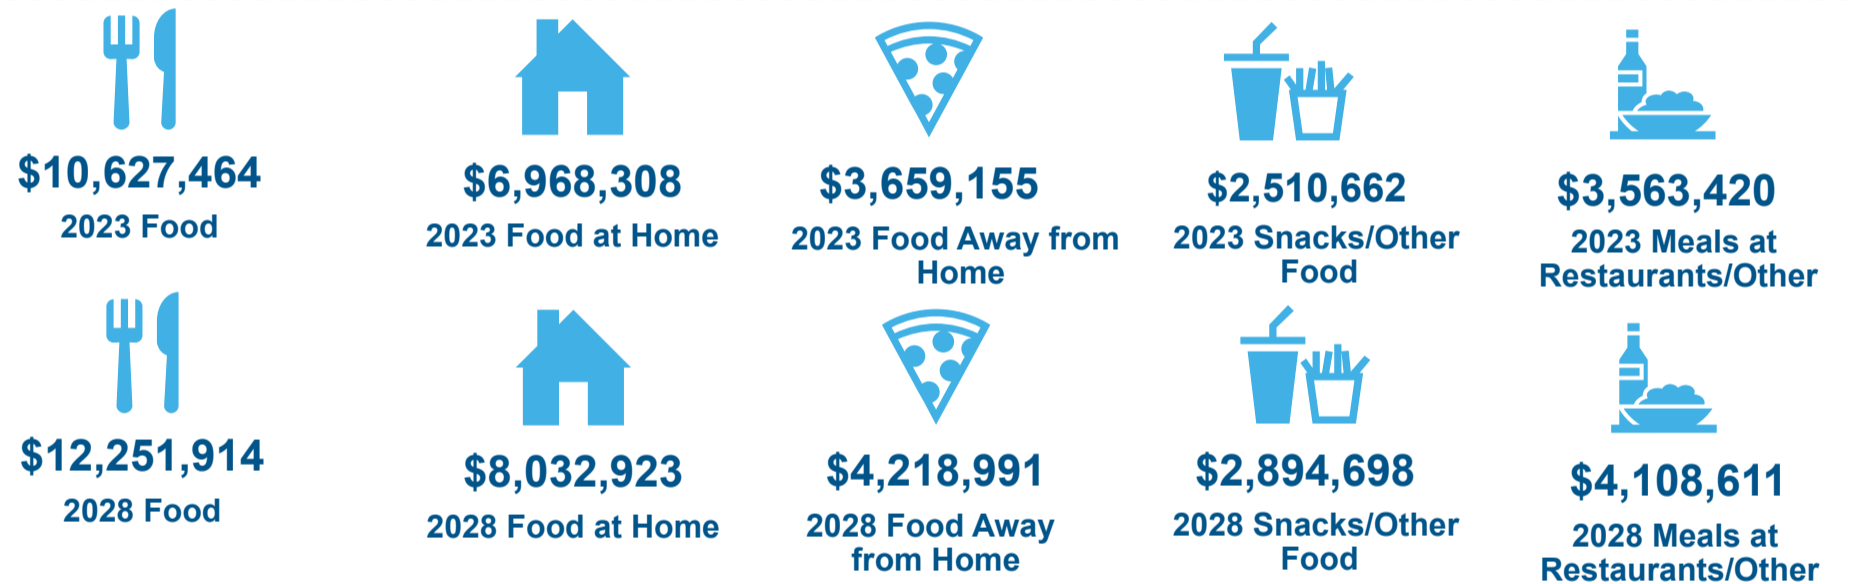 $10,627,464
2023 Food
$6,968,308
2023 Food at Home
$3,659,155
2023 Food Away from
Home
$2,510,662
2023 Snacks/Other
Food
$3,563,420
2023 Meals at
Restaurants/Other
$12,251,914
2028 Food
$8,032,923
2028 Food at Home
$4,218,991
2028 Food Away
from Home
$2,894,698
2028 Snacks/Other
Food
$4,108,611
2028 Meals at
Restaurants/Other